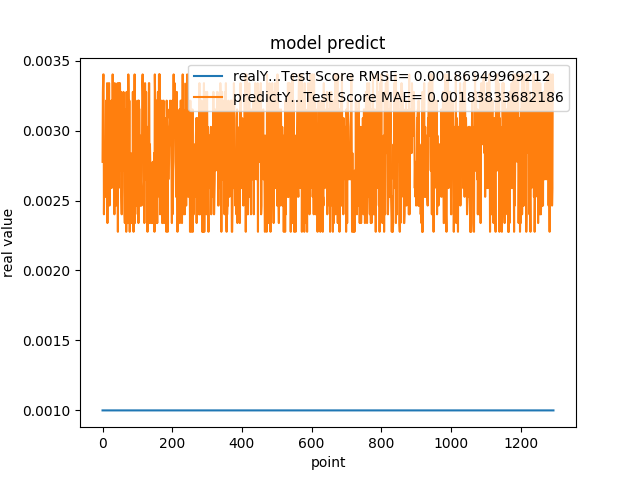 model predict
realY...Test Score RMSE= 0.00186949969212
predictY...Test Score MAE= 0.00183833682186
0.0035
0.0030
0.0025
0.0020
0.0015
0.0010
real value
0 200 400 600 800 1000 1200
point